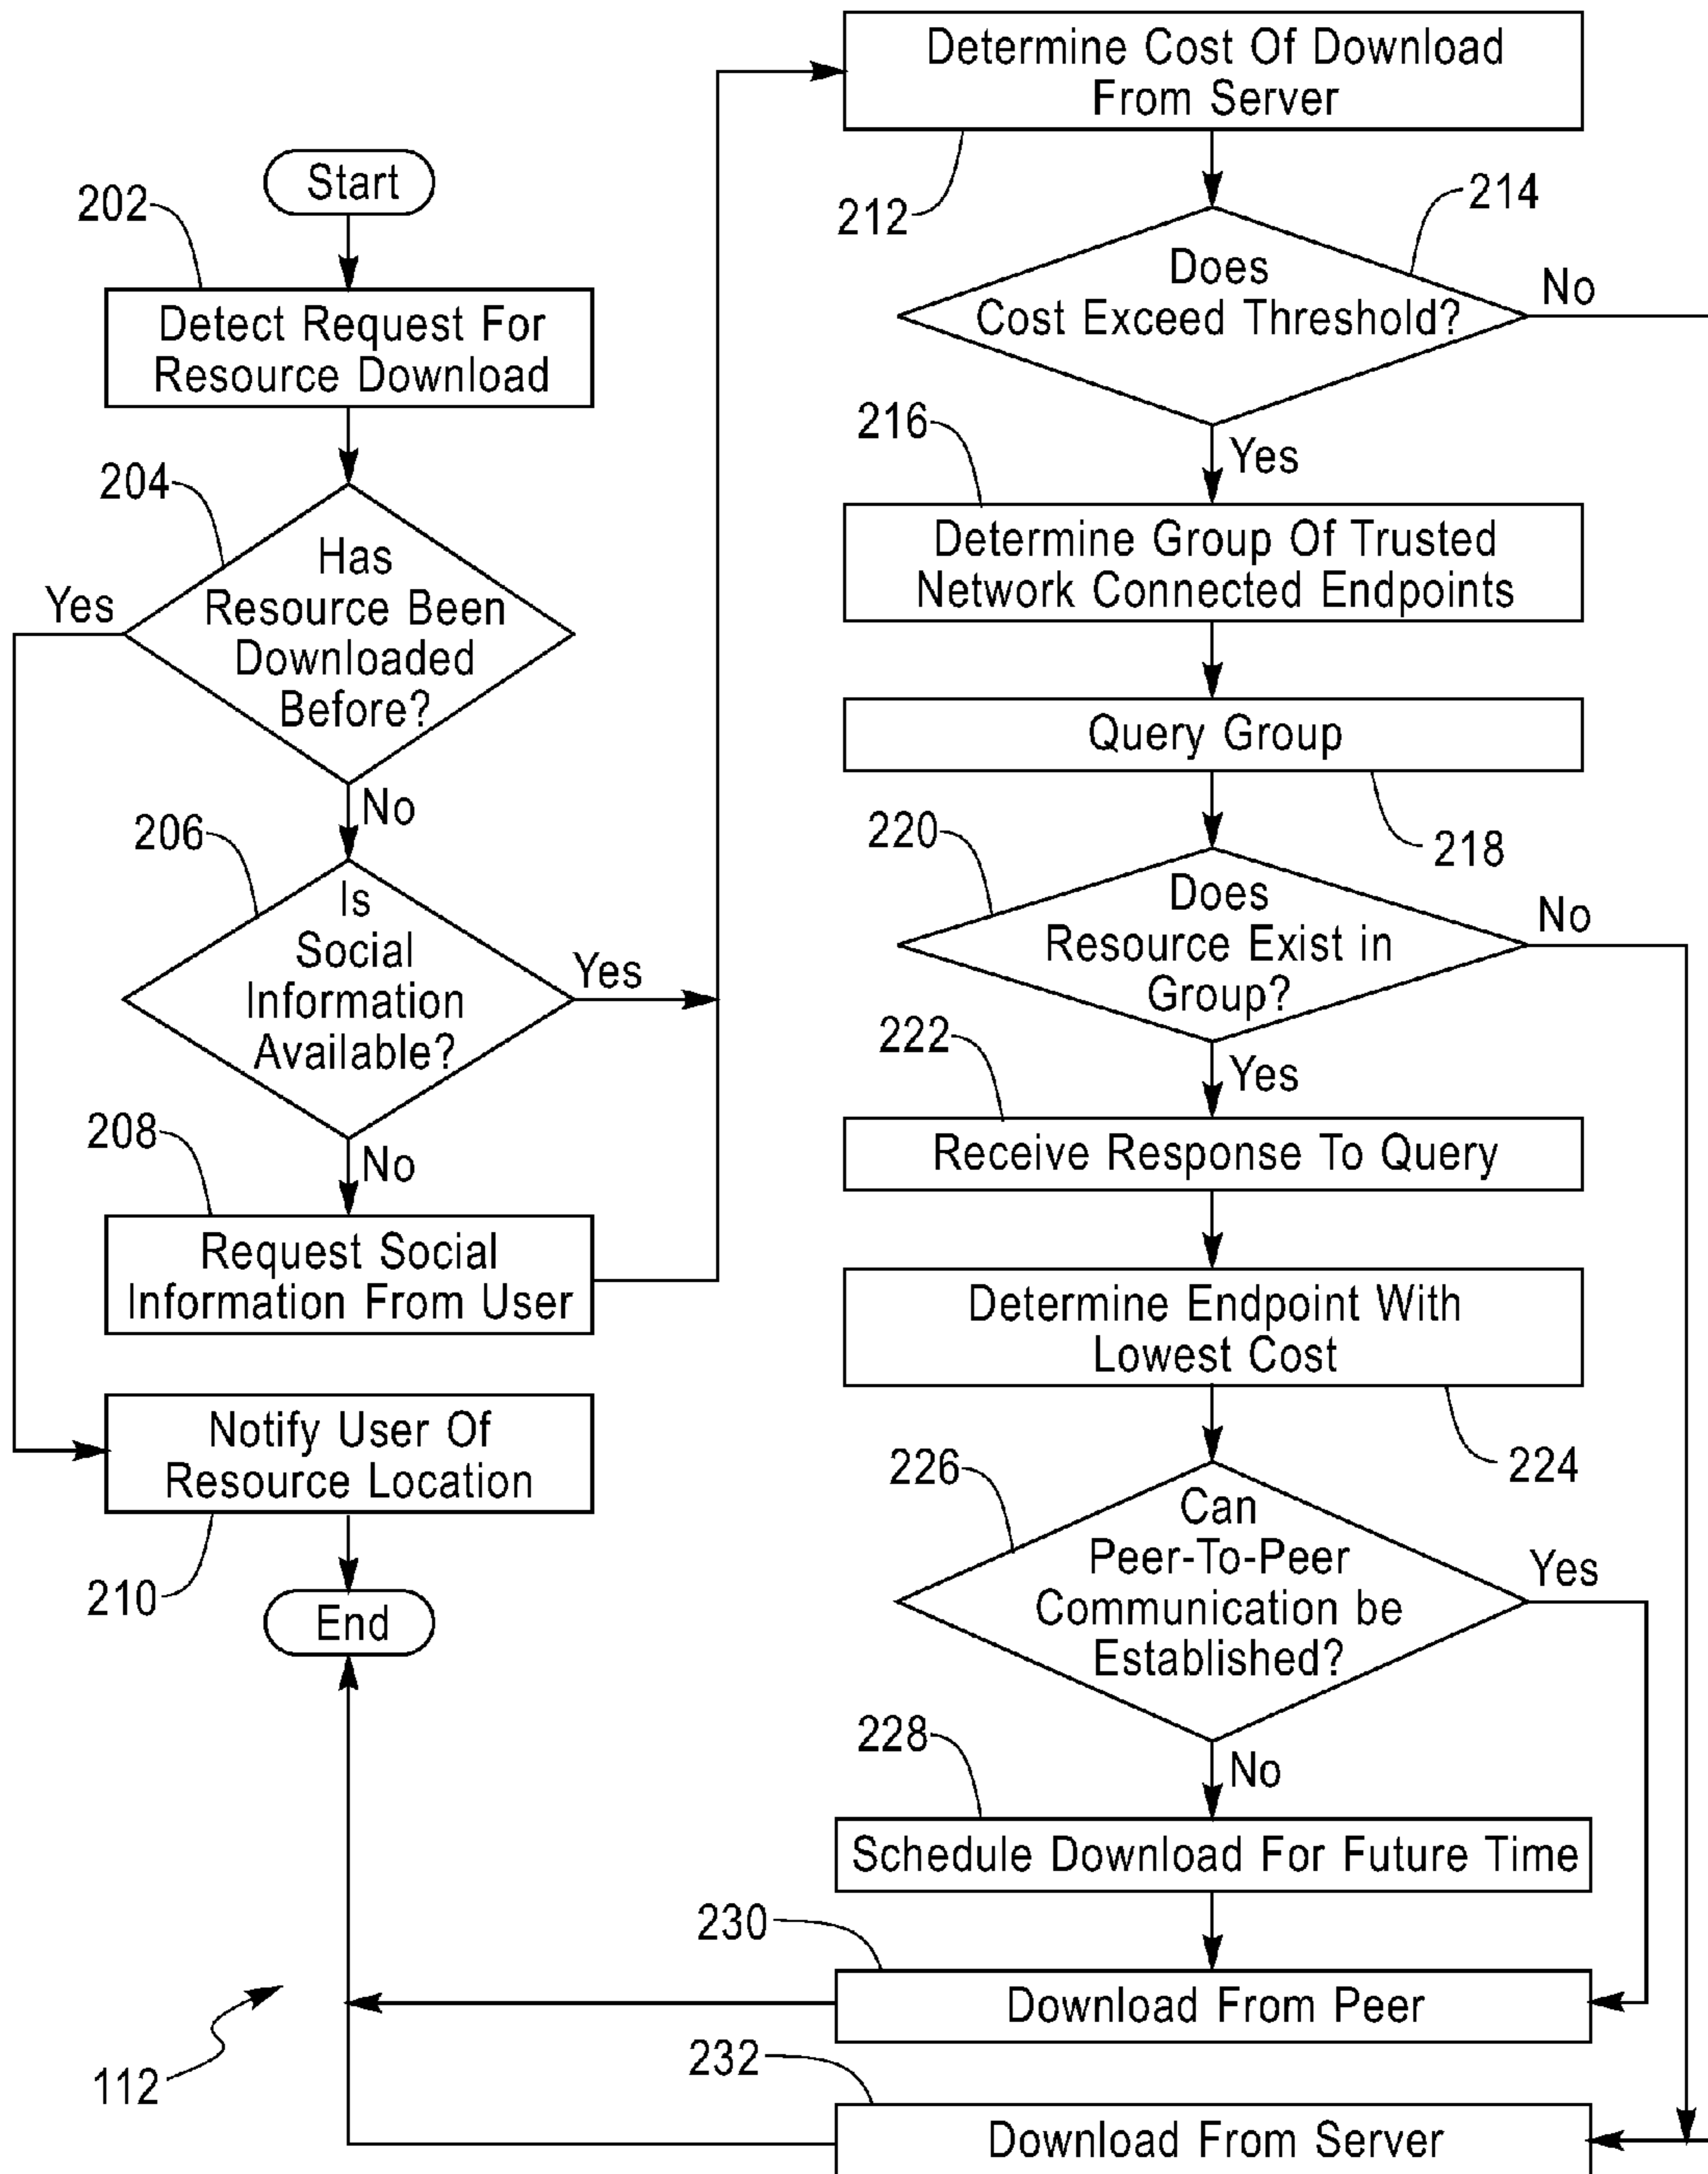 Start
202
Detect Request For
Resource Download
204
Has
Resource Been
Downloaded
Before?
Yes
No
206
Is
Social
Information
Available?
Yes
No
208
Request Social
Information From User
Notify User Of
Resource Location
210
End
112
Determine Cost Of Download
From Server
212
214
Does
Cost Exceed Threshold?
No
Yes
216
Determine Group Of Trusted
Network Connected Endpoints
Query Group
218
220
Does
Resource Exist in
Group?
No
Yes
222
Receive Response To Query
Determine Endpoint With
Lowest Cost
224
226
Can
Peer-To-Peer
Communication be
Established?
Yes
No
228
Schedule Download For Future Time
230
Download From Peer
232
Download From Server